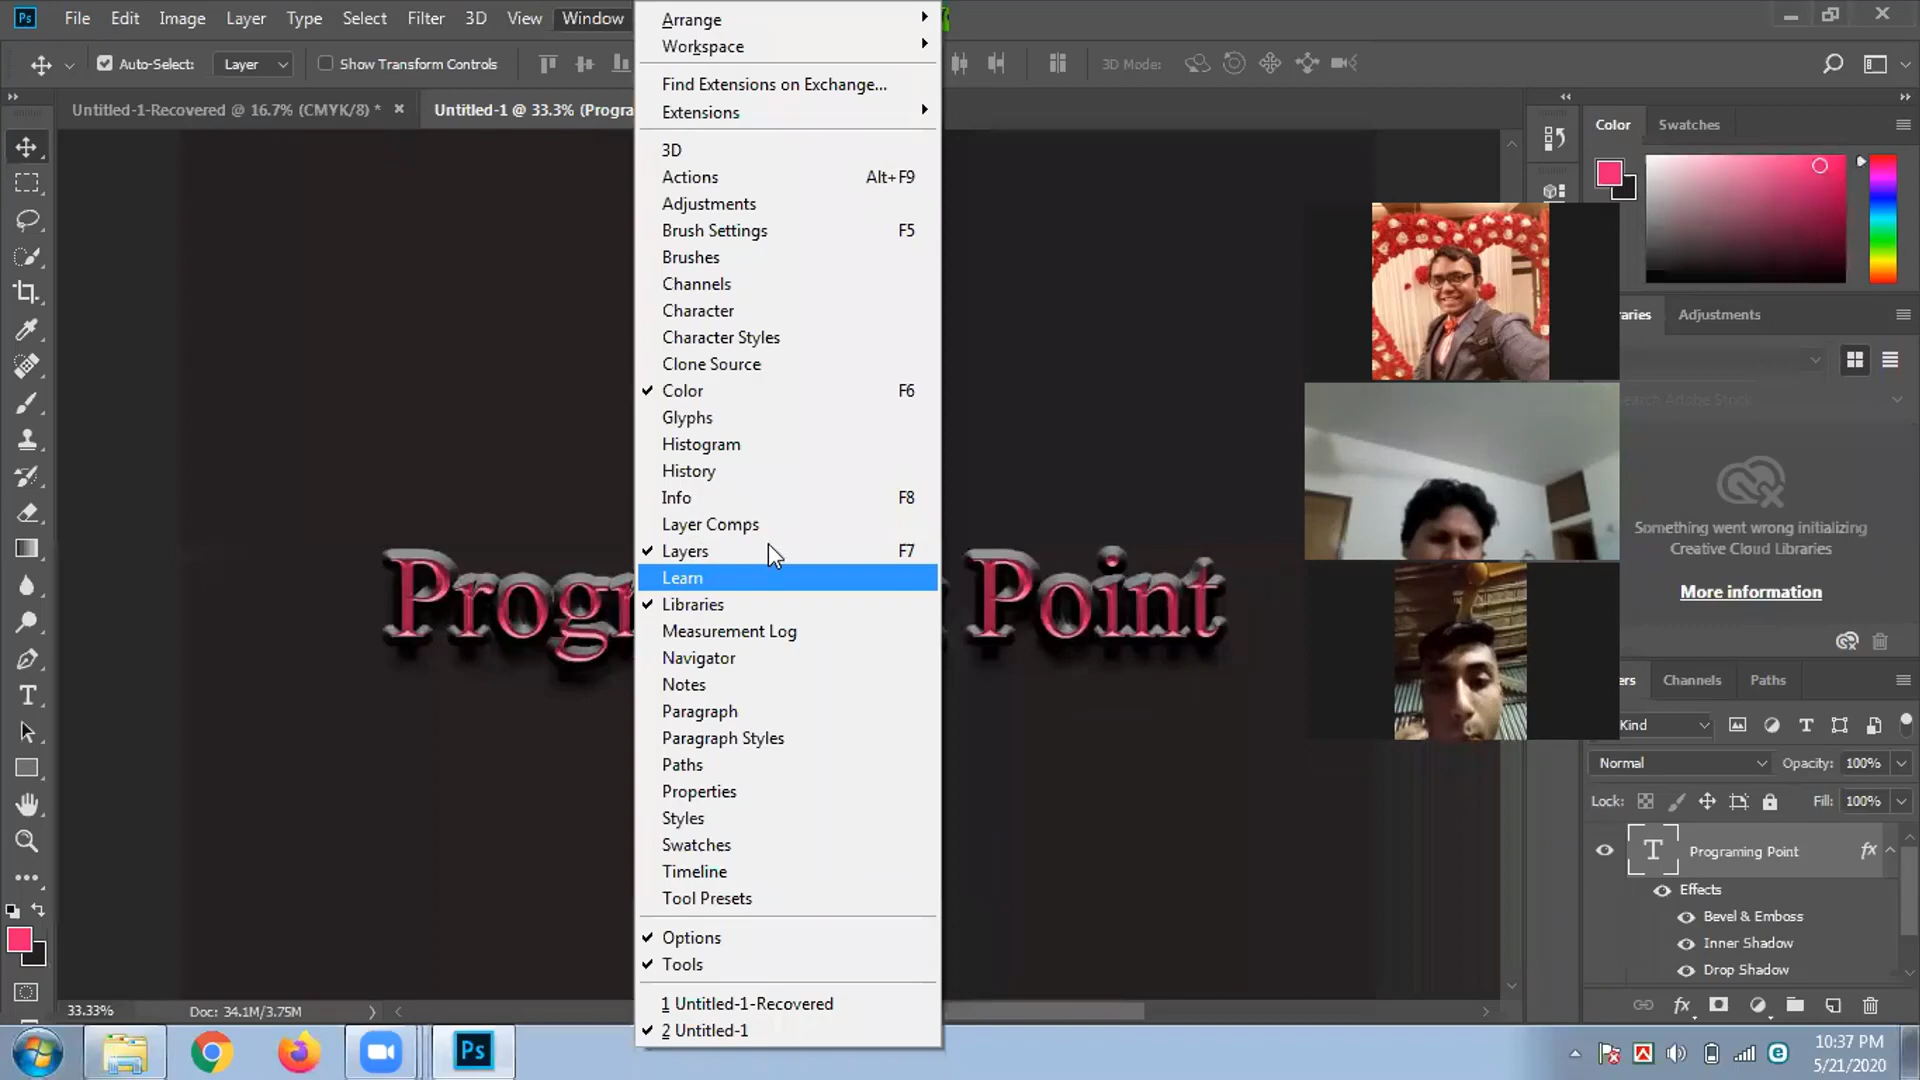 Ps File Edit Image Layer Type Select Filter 3D View Window
Auto-Select: Layer Show Transform Controls 3D Mode:
Untitled-1-Recovered @ 16.7% (CMYK/8) * Untitled-1 @ 33.3% (Progra
Arrange
Workspace
Find Extensions on Exchange...
Extensions
3D
Actions Alt+F9
Adjustments
Brush Settings F5
Brushes
Channels
Character
Character Styles
Clone Source
Color F6
Glyphs
Histogram
History
Info F8
Layer Comps
Layers F7
Learn
Libraries
Measurement Log
Navigator
Notes
Paragraph
Paragraph Styles
Paths
Properties
Styles
Swatches
Timeline
Tool Presets
Options
Tools
1 Untitled-1-Recovered
2 Untitled-1
Progr Point
Color Swatches
raries Adjustments
earch Adobe Stock
Something went wrong initializing
Creative Cloud Libraries
More information
ers Channels Paths
Kind
Normal Opacity: 100%
Lock: Fill: 100%
T Programing Point fx
Effects
Bevel & Emboss
Inner Shadow
Drop Shadow
33.33% Doc: 34.1M/3.75M
Ps
10:37 PM
5/21/2020